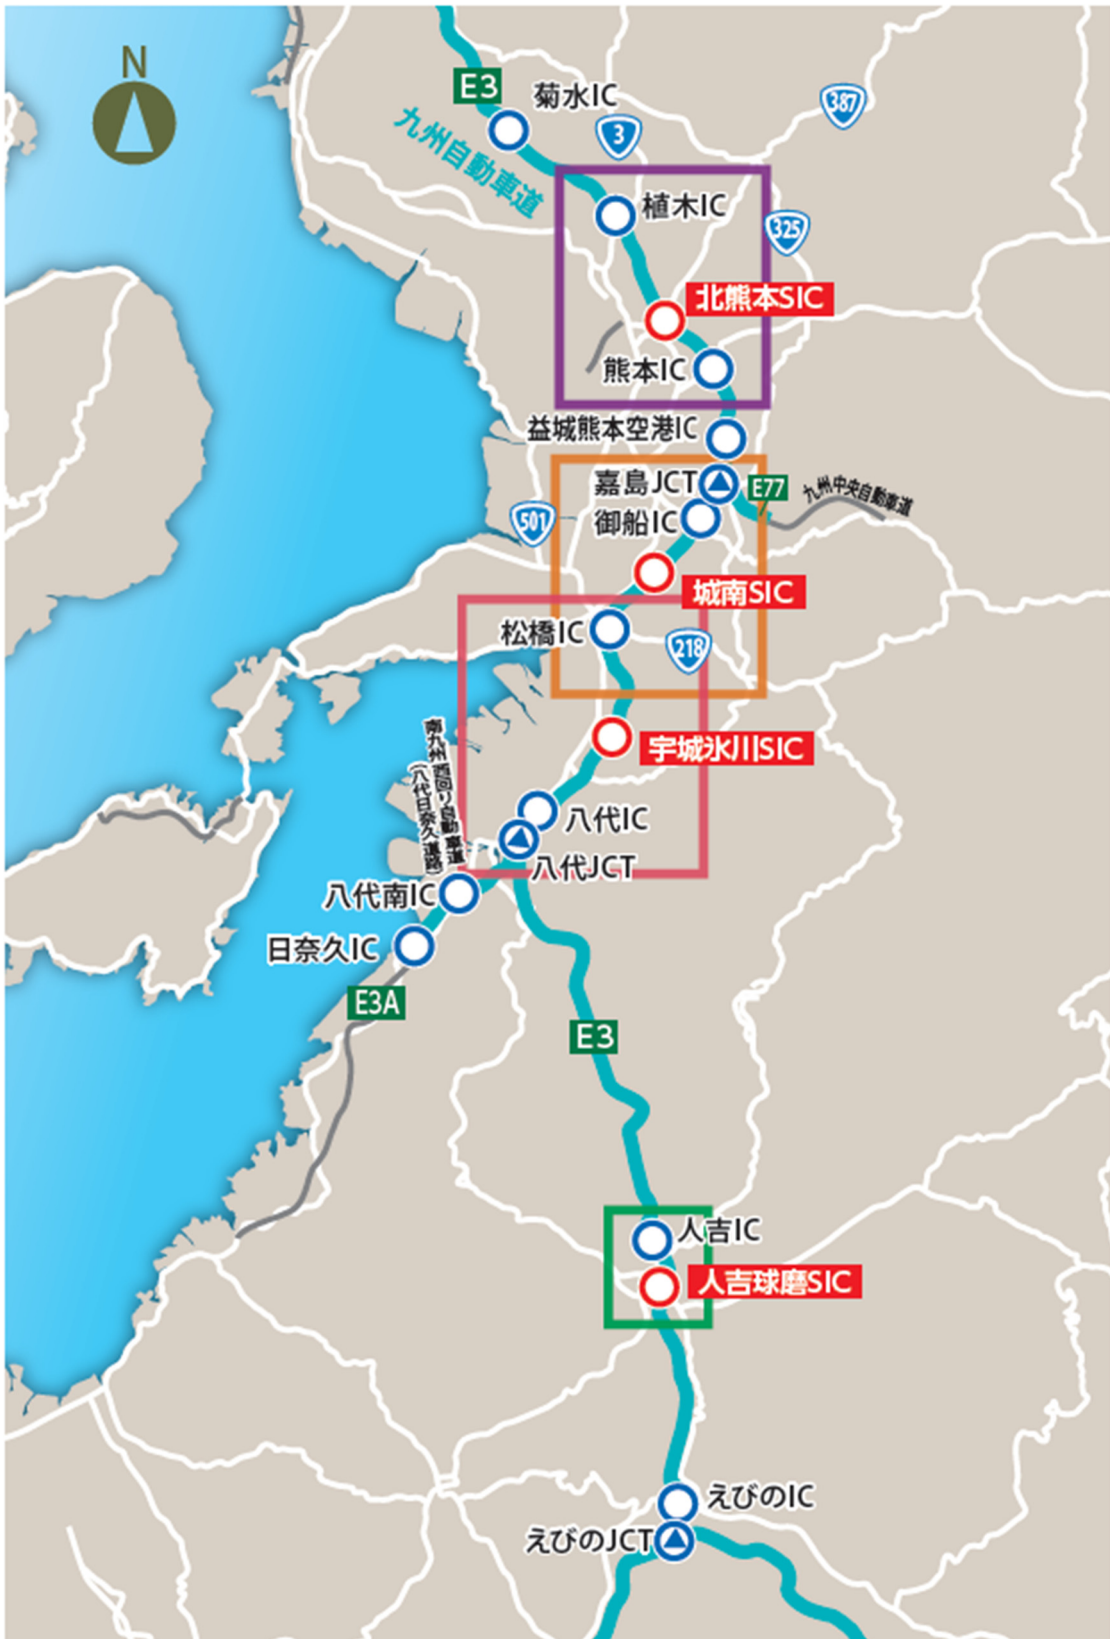 N
E3
菊水IC
九州自動車道
3
387
植木IC
325
北熊本SIC
熊本IC
益城熊本空港IC
嘉島JCT
E77
九州中央自動車道
501
御船IC
城南SIC
松橋IC
218
宇城氷川SIC
南九州西回り自動車道
(八代日奈久道路)
八代IC
八代JCT
八代南IC
日奈久IC
E3A
E3
人吉IC
人吉球磨SIC
えびのIC
えびのJCT